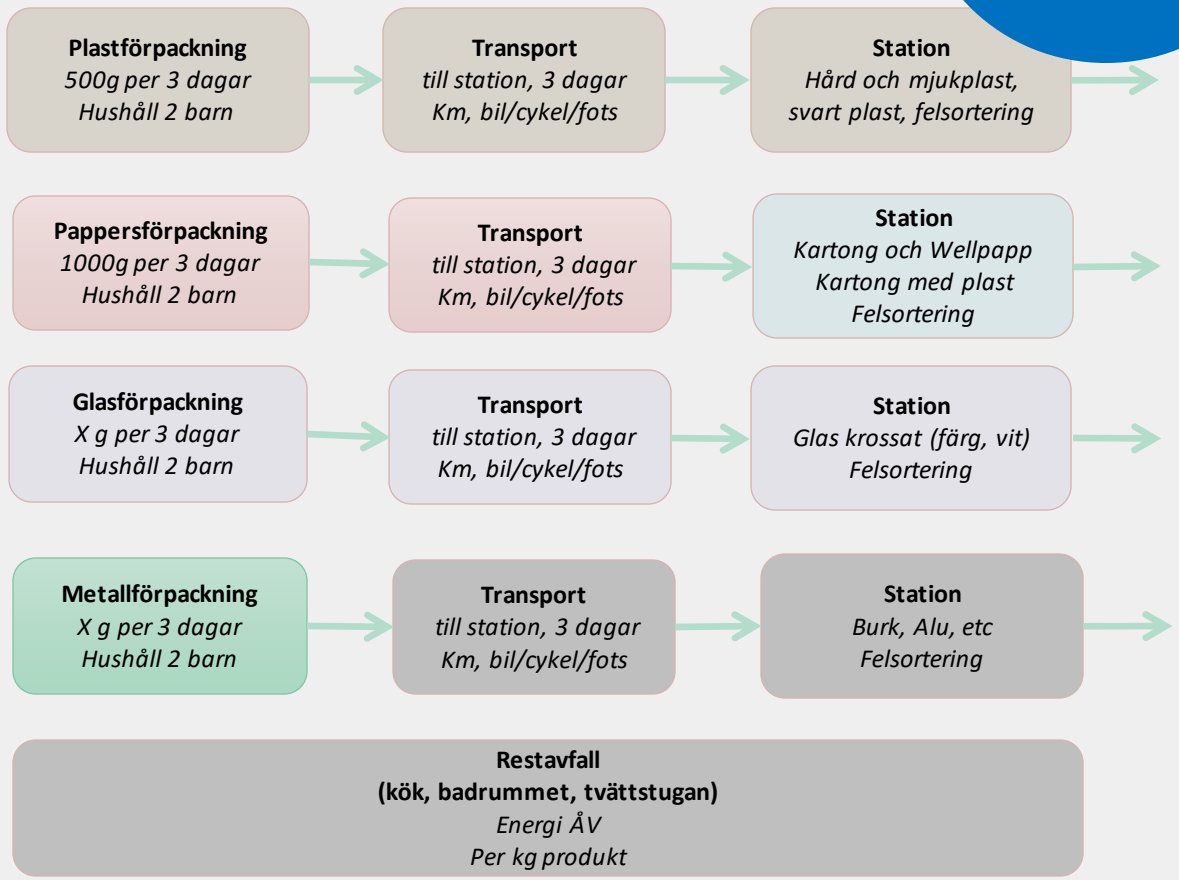 Plastförpackning
500g per 3 dagar
Hushåll 2 barn
Transport
till station, 3 dagar
Km, bil/cykel/fots
Station
Hård och mjukplast,
svart plast, felsortering
Pappersförpackning
1000g per 3 dagar
Hushåll 2 barn
Transport
till station, 3 dagar
Km, bil/cykel/fots
Station
Kartong och Wellpapp
Kartong med plast
Felsortering
Glasförpackning
X g per 3 dagar
Hushåll 2 barn
Transport
till station, 3 dagar
Km, bil/cykel/fots
Station
Glas krossat (färg, vit)
Felsortering
Metallförpackning
X g per 3 dagar
Hushåll 2 barn
Transport
till station, 3 dagar
Km, bil/cykel/fots
Station
Burk, Alu, etc
Felsortering
Restavfall
(kök, badrummet, tvättstugan)
Energi ÅV
Per kg produkt